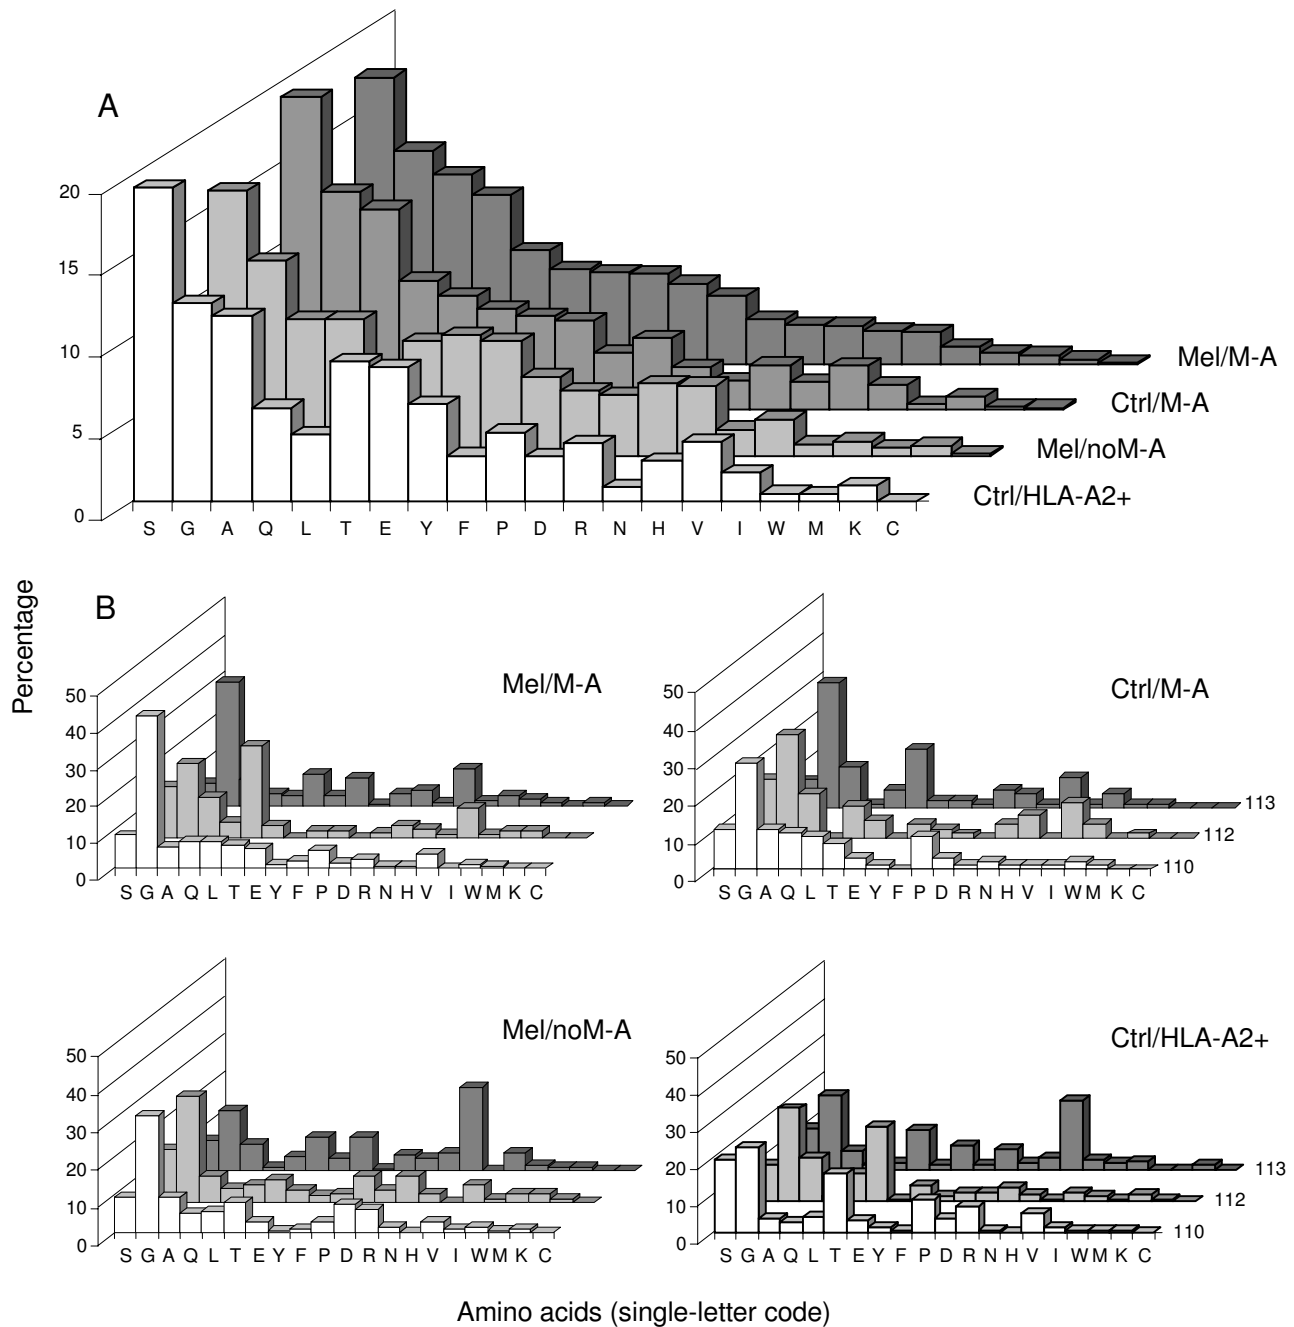 A
20
15
10
5
0
Mel/M-A
Ctrl/M-A
Mel/noM-A
Ctrl/HLA-A2+
S G A Q L T E Y F P D R N H V I W M K C
Percentage
B
Mel/M-A
50
40
30
20
10
0
S G A Q L T E Y F P D R N H V I W M K C
Ctrl/M-A
50
40
30
20
10
0
113
112
110
S G A Q L T E Y F P D R N H V I W M K C
Mel/noM-A
50
40
30
20
10
0
S G A Q L T E Y F P D R N H V I W M K C
Ctrl/HLA-A2+
50
40
30
20
10
0
113
112
110
S G A Q L T E Y F P D R N H V I W M K C
Amino acids (single-letter code)